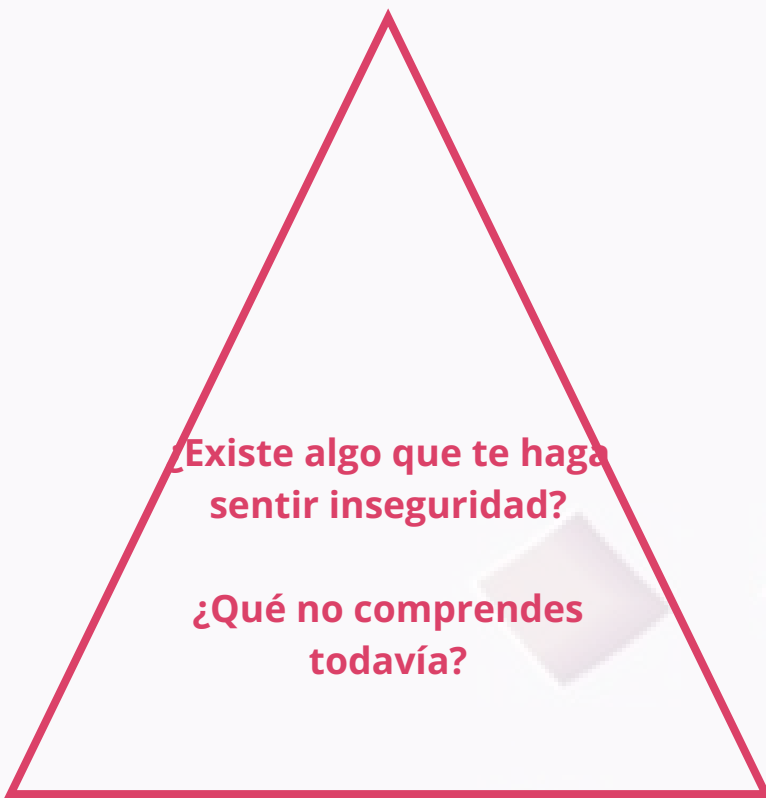 ¿Existe algo que te haga
sentir inseguridad?
¿Qué no comprendes
todavía?